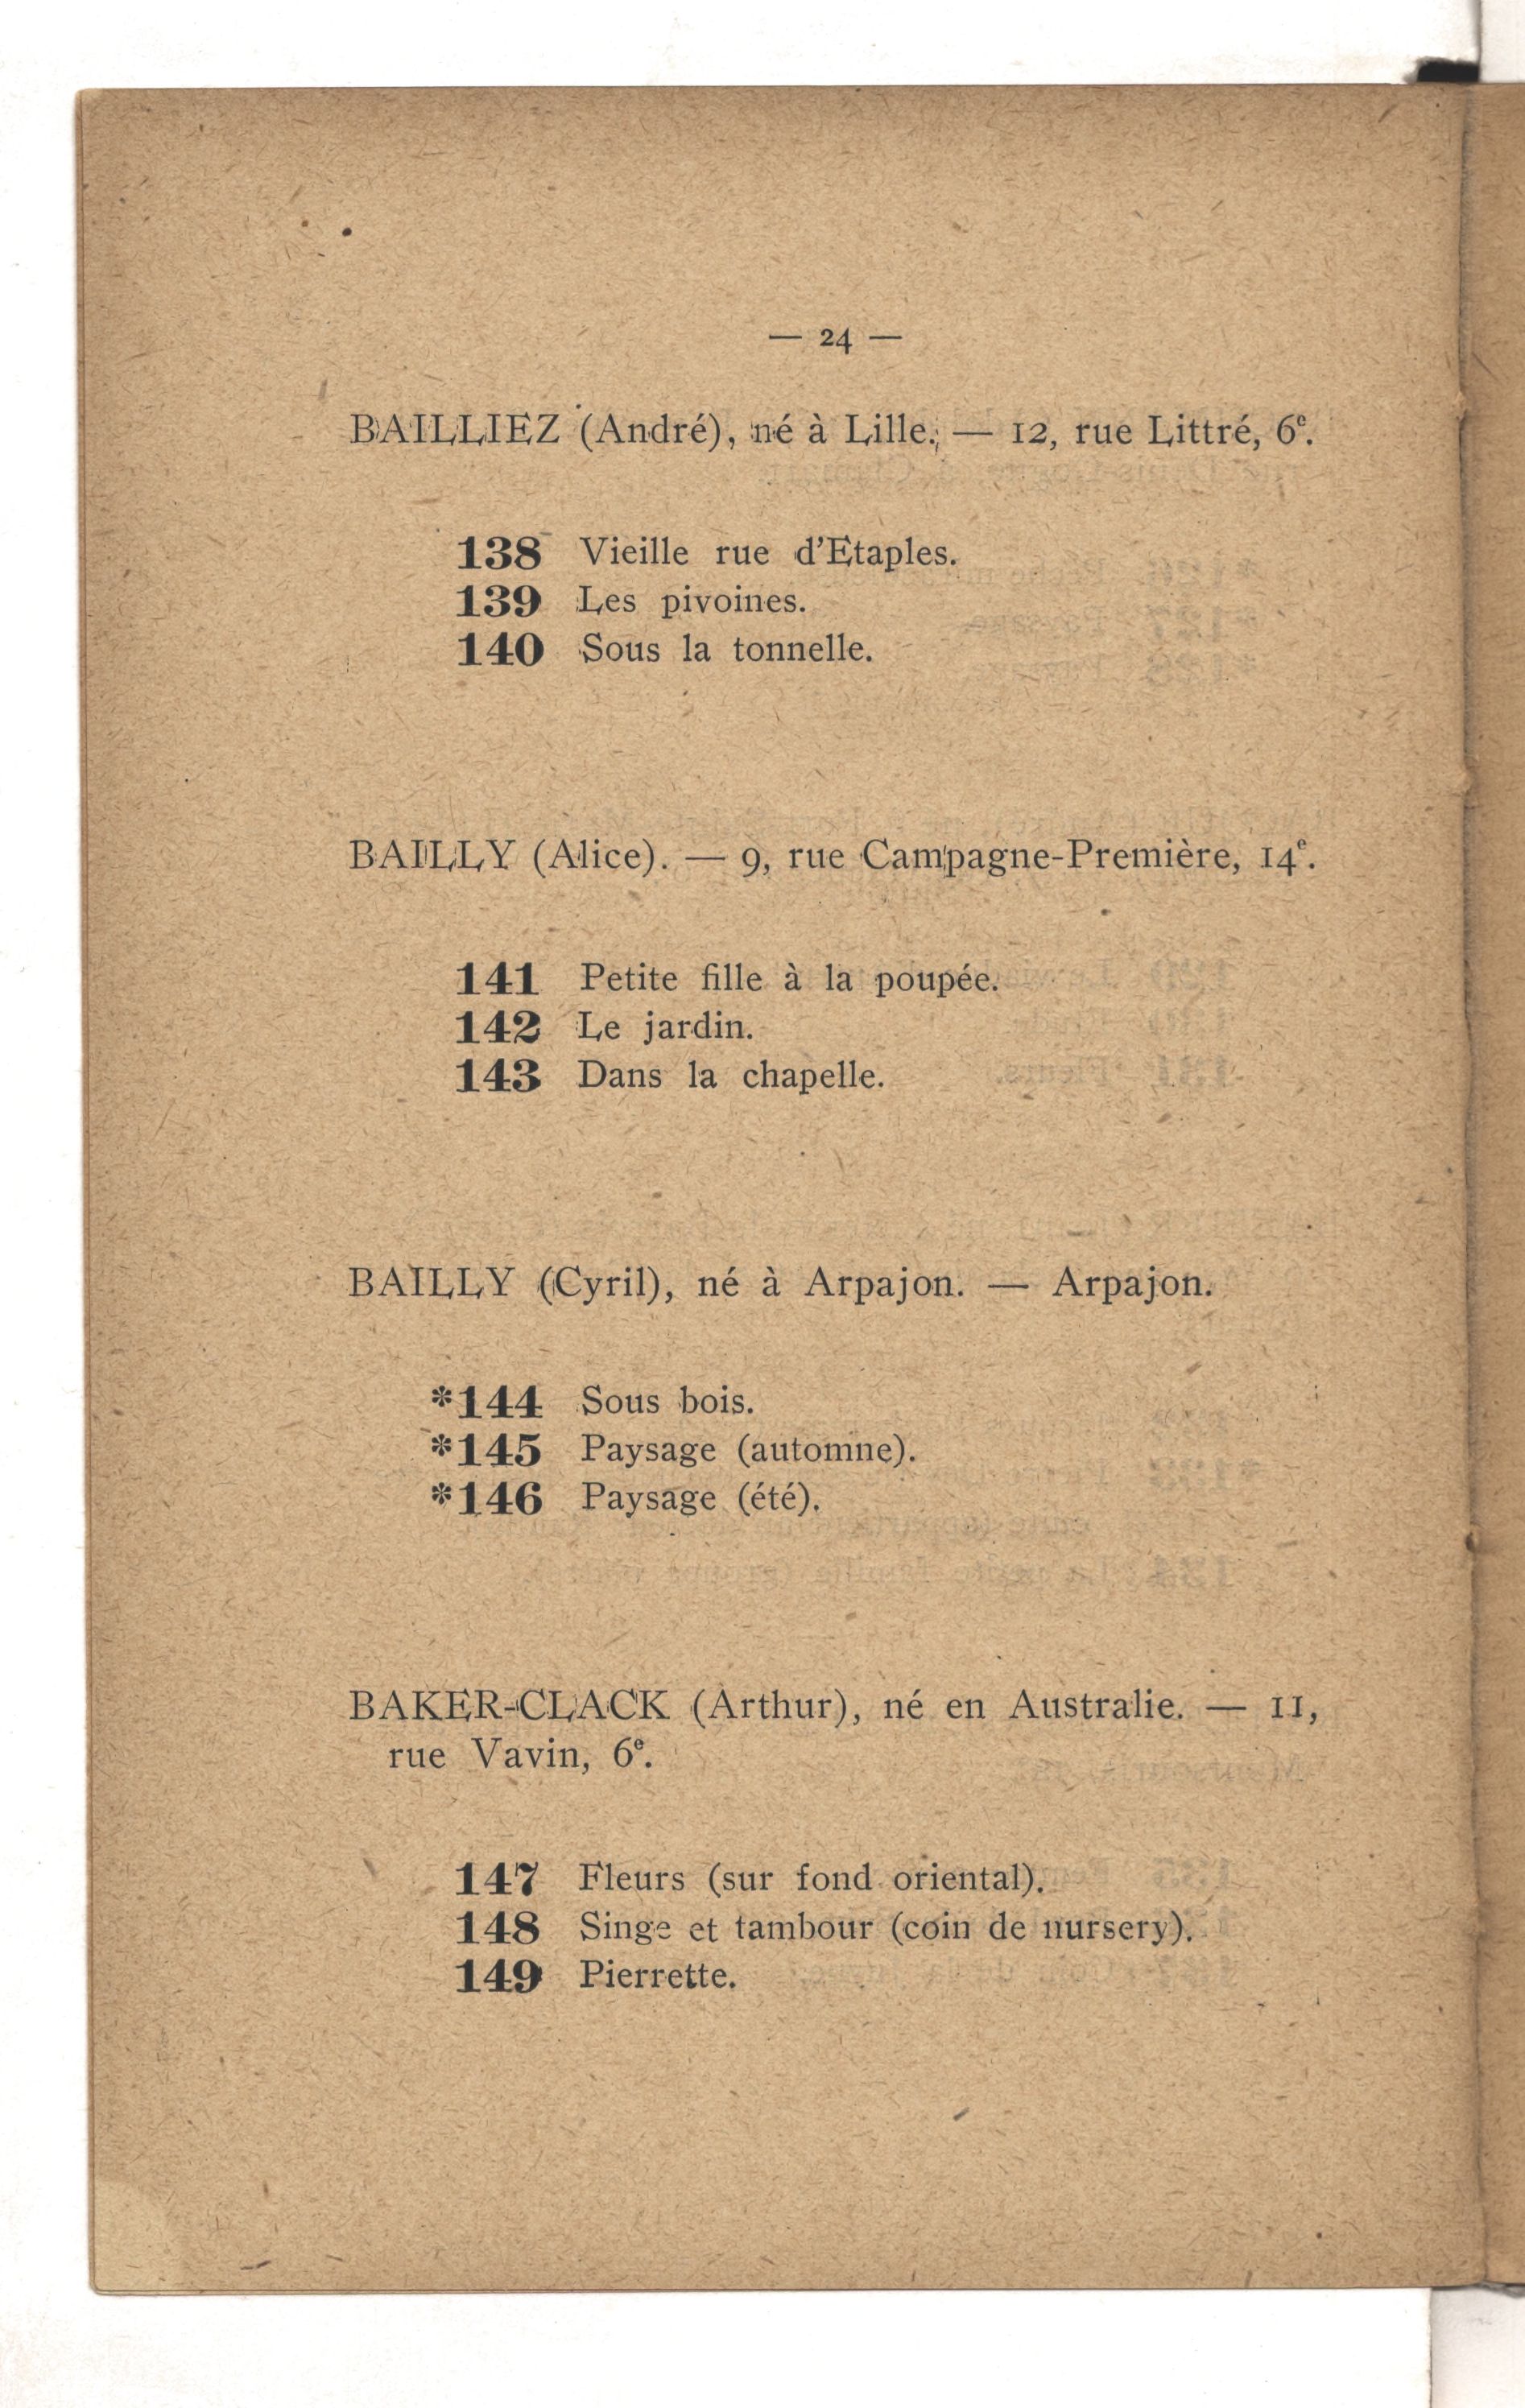 — 24 —
BAILLIEZ (André), né à Lille. — 12, rue Littré, 6e.
138 Vieille rue d'Etaples.
139 Les pivoines.
140 Sous la tonnelle.
BAILLY (Alice). — 9, rue Campagne-Première, 14e.
141 Petite fille à la poupée.
142 Le jardin.
143 Dans la chapelle.
BAILLY (Cyril), né à Arpajon. — Arpajon.
*144 Sous bois.
*145 Paysage (automne).
*146 Paysage (été).
BAKER-CLACK (Arthur), né en Australie. — 11,
rue Vavin, 6e.
147 Fleurs (sur fond oriental).
148 Singe et tambour (coin de nursery).
149 Pierrette.